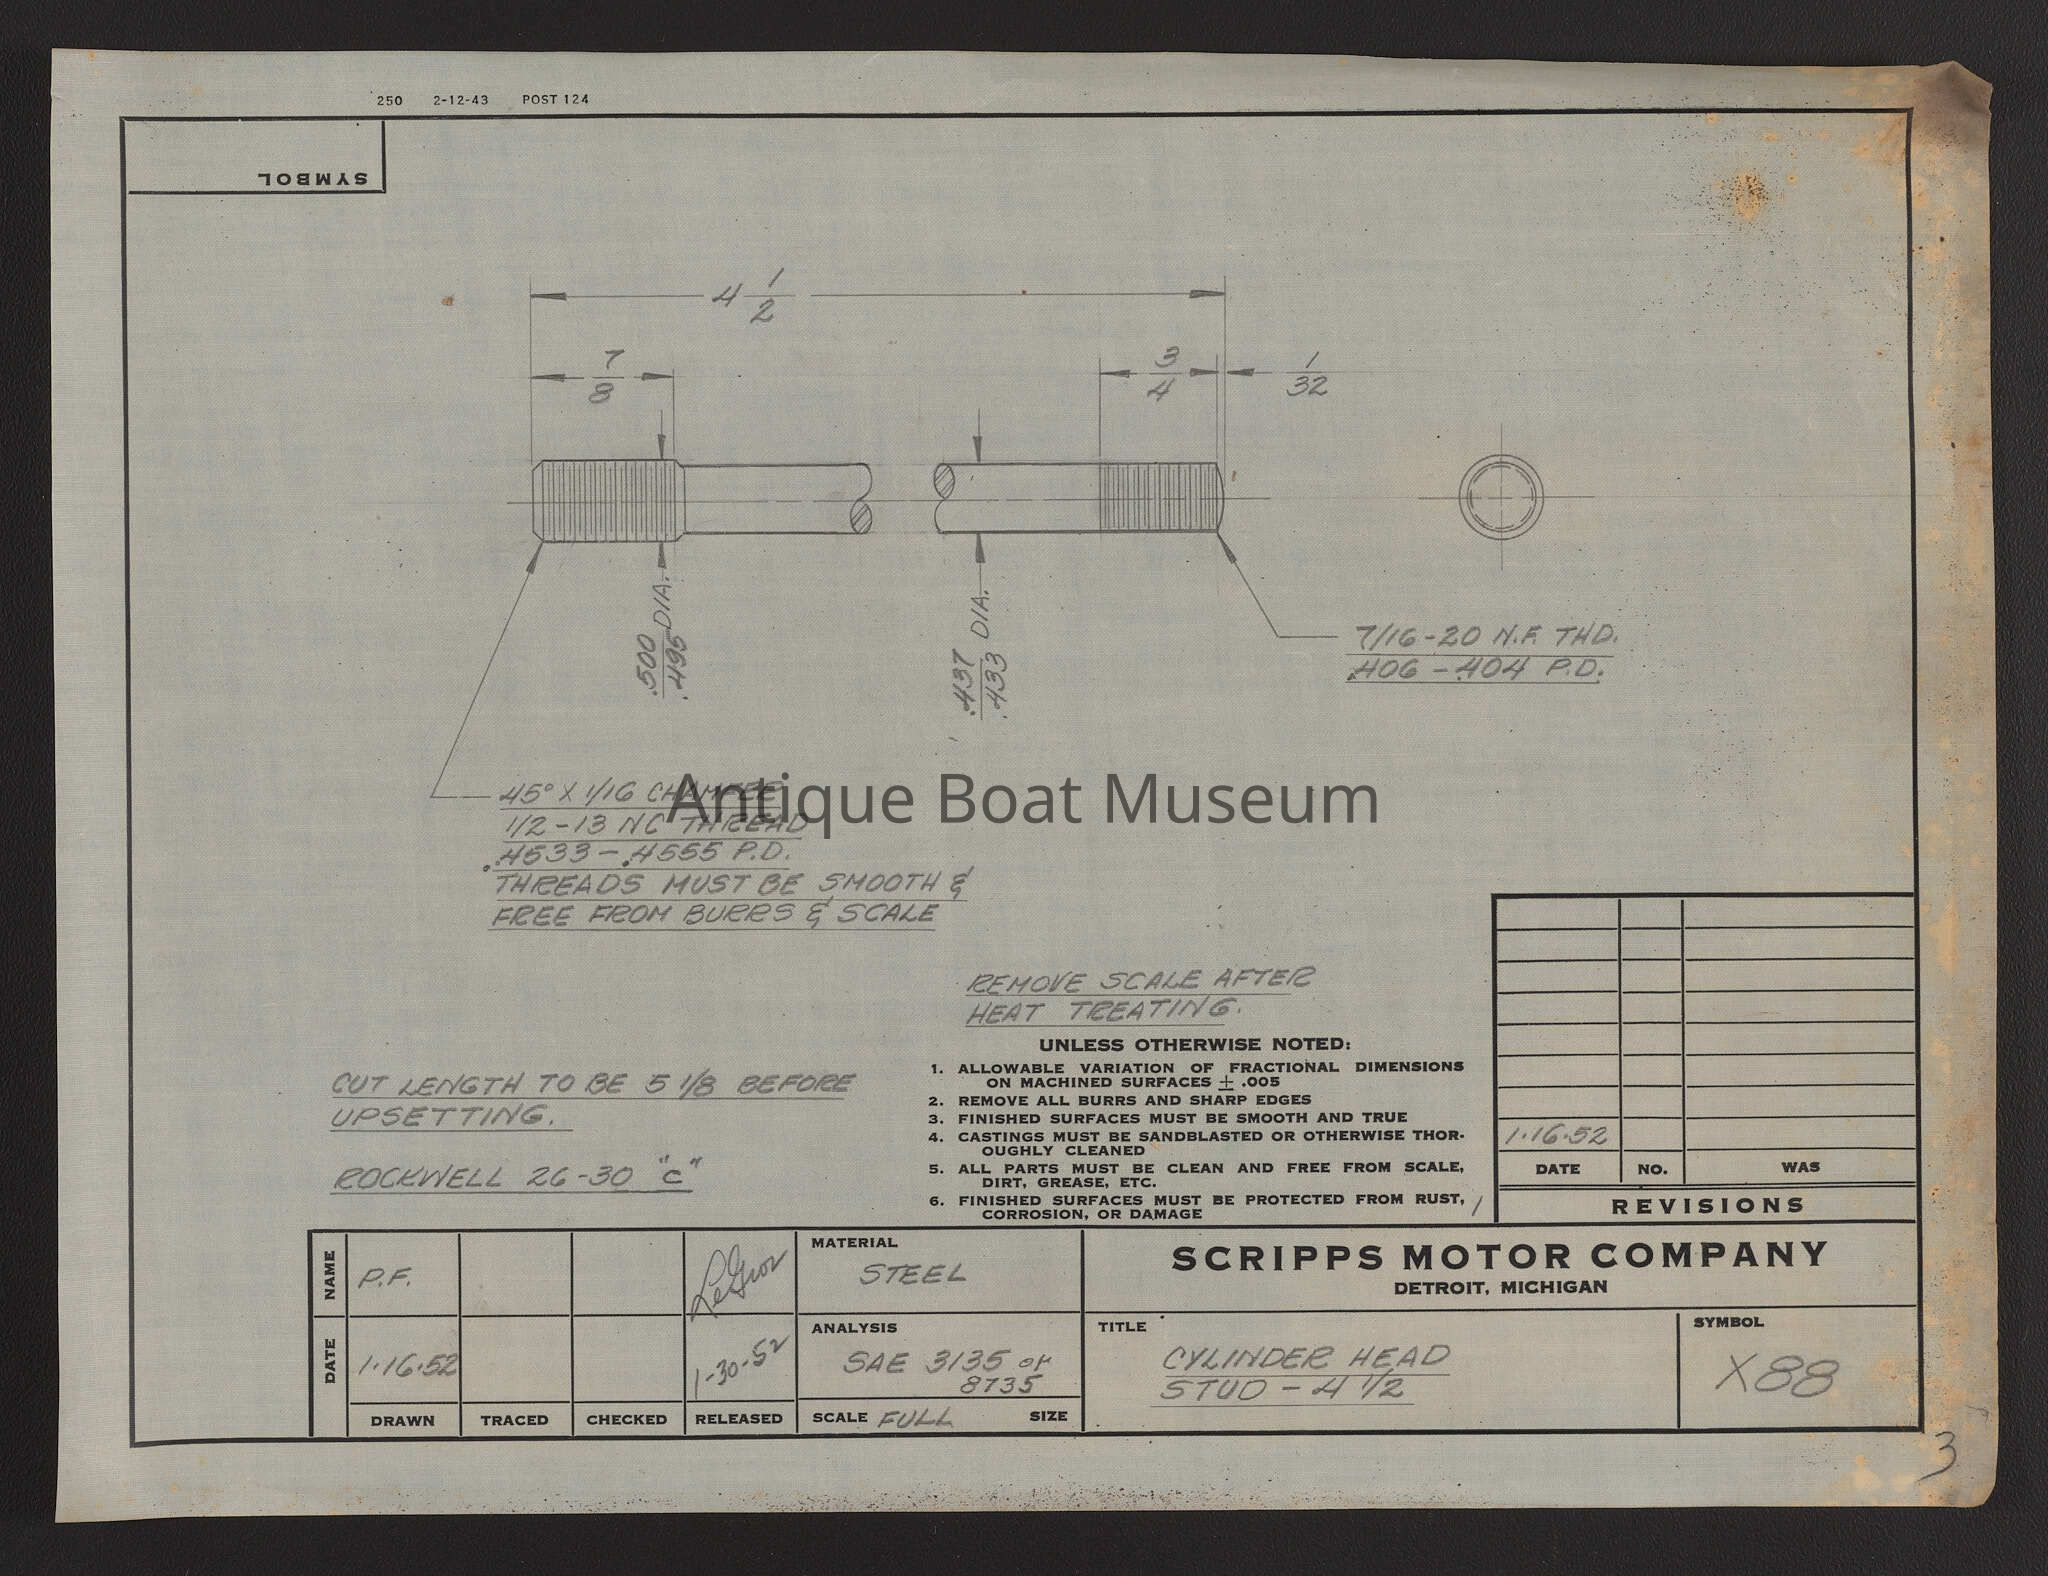 250 2-12-43 POST 124
SYMBOL
4 1/2
7/8
3/4
1/32
.500
.495 DIA.
.437
.433 DIA.
7/16-20 N.F. THD.
.406 - .404 P.D.
45° X 1/16 CHAMFER
1/2-13 NC THREAD
.4533 - .4555 P.D.
THREADS MUST BE SMOOTH &
FREE FROM BURRS & SCALE
Antique Boat Museum
REMOVE SCALE AFTER
HEAT TREATING.
CUT LENGTH TO BE 5 1/8 BEFORE
UPSETTING.
ROCKWELL 26-30 "C"
UNLESS OTHERWISE NOTED:
1. ALLOWABLE VARIATION OF FRACTIONAL DIMENSIONS
ON MACHINED SURFACES ± .005
2. REMOVE ALL BURRS AND SHARP EDGES
3. FINISHED SURFACES MUST BE SMOOTH AND TRUE
4. CASTINGS MUST BE SANDBLASTED OR OTHERWISE THOR-
OUGHLY CLEANED
5. ALL PARTS MUST BE CLEAN AND FREE FROM SCALE,
DIRT, GREASE, ETC.
6. FINISHED SURFACES MUST BE PROTECTED FROM RUST,
CORROSION, OR DAMAGE
1
1·16·52
DATE NO. WAS
REVISIONS
NAME
P.F.
LeGros
DATE
1·16·52
1-30-52
DRAWN TRACED CHECKED RELEASED
MATERIAL
STEEL
ANALYSIS
SAE 3135 or
8735
SCALE FULL SIZE
SCRIPPS MOTOR COMPANY
DETROIT, MICHIGAN
TITLE
CYLINDER HEAD
STUD - 4 1/2
SYMBOL
X88
3